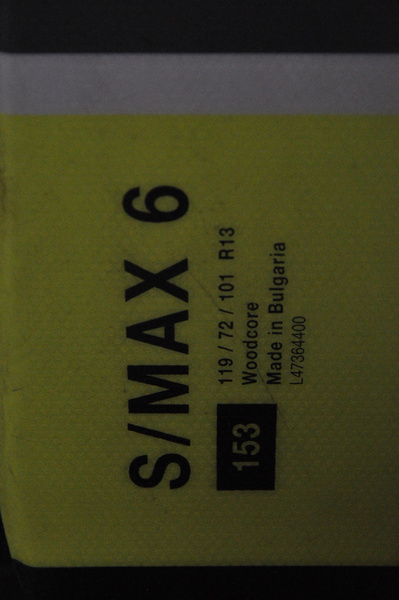 S/MAX 6
153
119 / 72 / 101 R13
Woodcore
Made in Bulgaria
L47364400